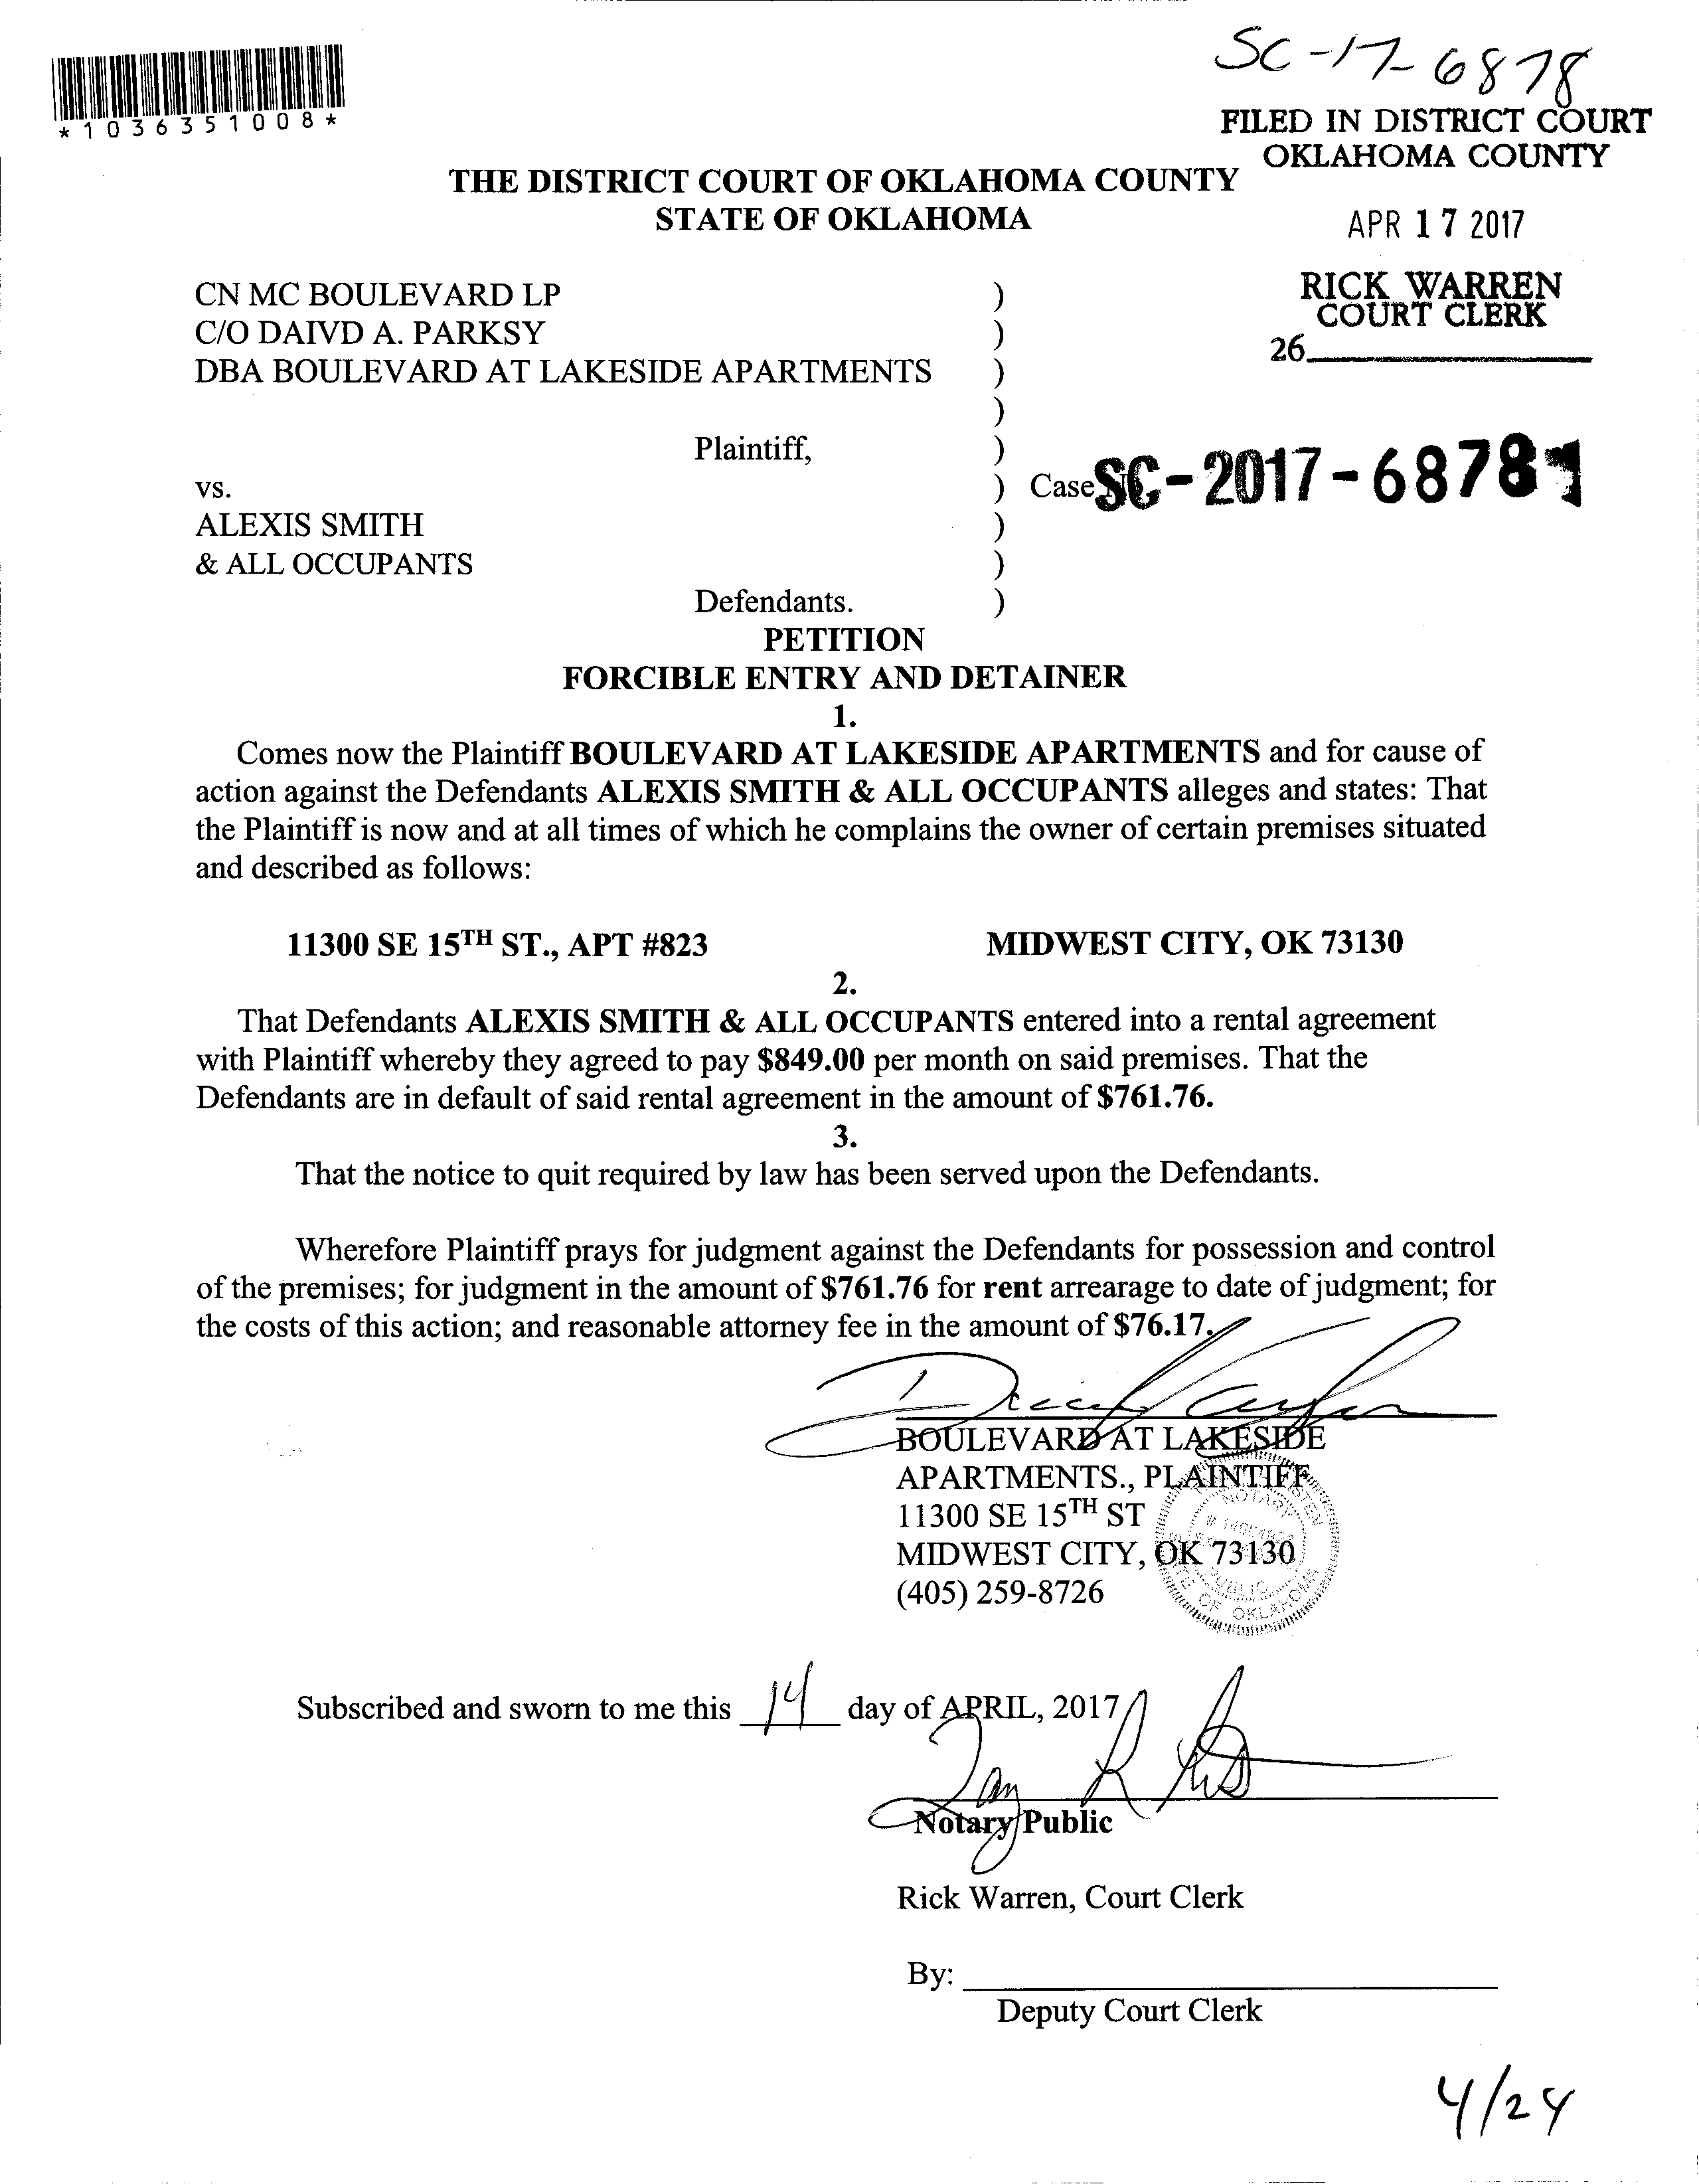 SC-17-6878
*1036351008*
FILED IN DISTRICT COURT
OKLAHOMA COUNTY
THE DISTRICT COURT OF OKLAHOMA COUNTY
STATE OF OKLAHOMA
APR 17 2017
RICK WARREN
COURT CLERK
26
CN MC BOULEVARD LP )
C/O DAIVD A. PARKSY )
DBA BOULEVARD AT LAKESIDE APARTMENTS )
)
Plaintiff, )
vs. ) Case SC-2017-6878
ALEXIS SMITH )
& ALL OCCUPANTS )
Defendants. )
PETITION
FORCIBLE ENTRY AND DETAINER
1.
Comes now the Plaintiff BOULEVARD AT LAKESIDE APARTMENTS and for cause of
action against the Defendants ALEXIS SMITH & ALL OCCUPANTS alleges and states: That
the Plaintiff is now and at all times of which he complains the owner of certain premises situated
and described as follows:
11300 SE 15TH ST., APT #823 MIDWEST CITY, OK 73130
2.
That Defendants ALEXIS SMITH & ALL OCCUPANTS entered into a rental agreement
with Plaintiff whereby they agreed to pay $849.00 per month on said premises. That the
Defendants are in default of said rental agreement in the amount of $761.76.
3.
That the notice to quit required by law has been served upon the Defendants.
Wherefore Plaintiff prays for judgment against the Defendants for possession and control
of the premises; for judgment in the amount of $761.76 for rent arrearage to date of judgment; for
the costs of this action; and reasonable attorney fee in the amount of $76.17.
BOULEVARD AT LAKESIDE
APARTMENTS., PLAINTIFF
11300 SE 15TH ST
MIDWEST CITY, OK 73130
(405) 259-8726
NOTARY
PUBLIC
OF OKLAHOMA
Subscribed and sworn to me this 14 day of APRIL, 2017
Notary Public
Rick Warren, Court Clerk
By:
Deputy Court Clerk
4/24